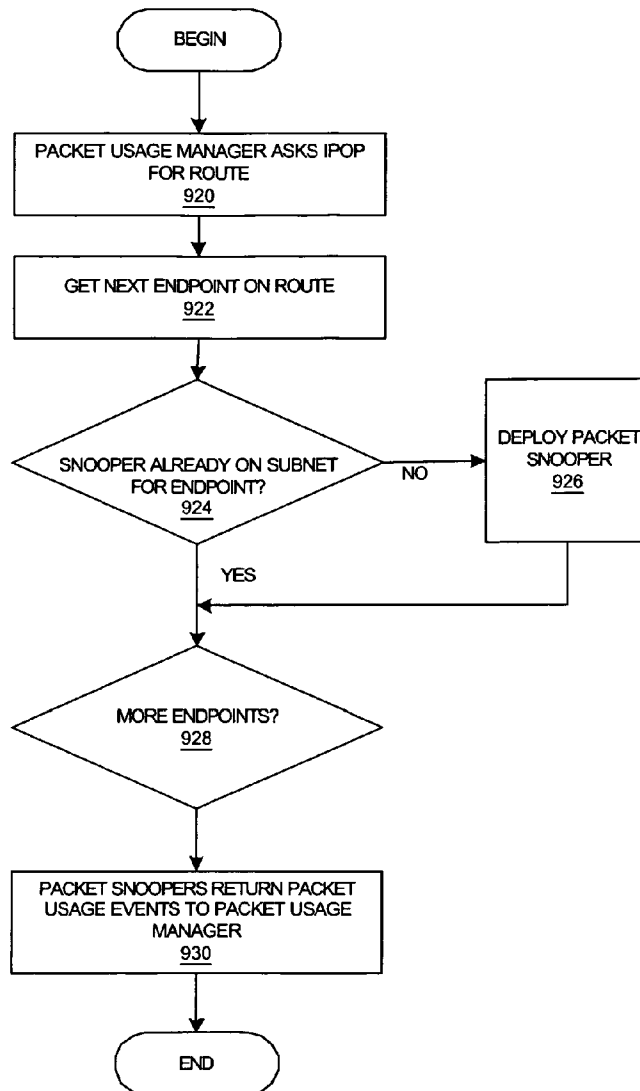 BEGIN
PACKET USAGE MANAGER ASKS IPOP
FOR ROUTE
920
GET NEXT ENDPOINT ON ROUTE
922
SNOOPER ALREADY ON SUBNET
FOR ENDPOINT?
924
NO
DEPLOY PACKET
SNOOPER
926
YES
MORE ENDPOINTS?
928
PACKET SNOOPERS RETURN PACKET
USAGE EVENTS TO PACKET USAGE
MANAGER
930
END